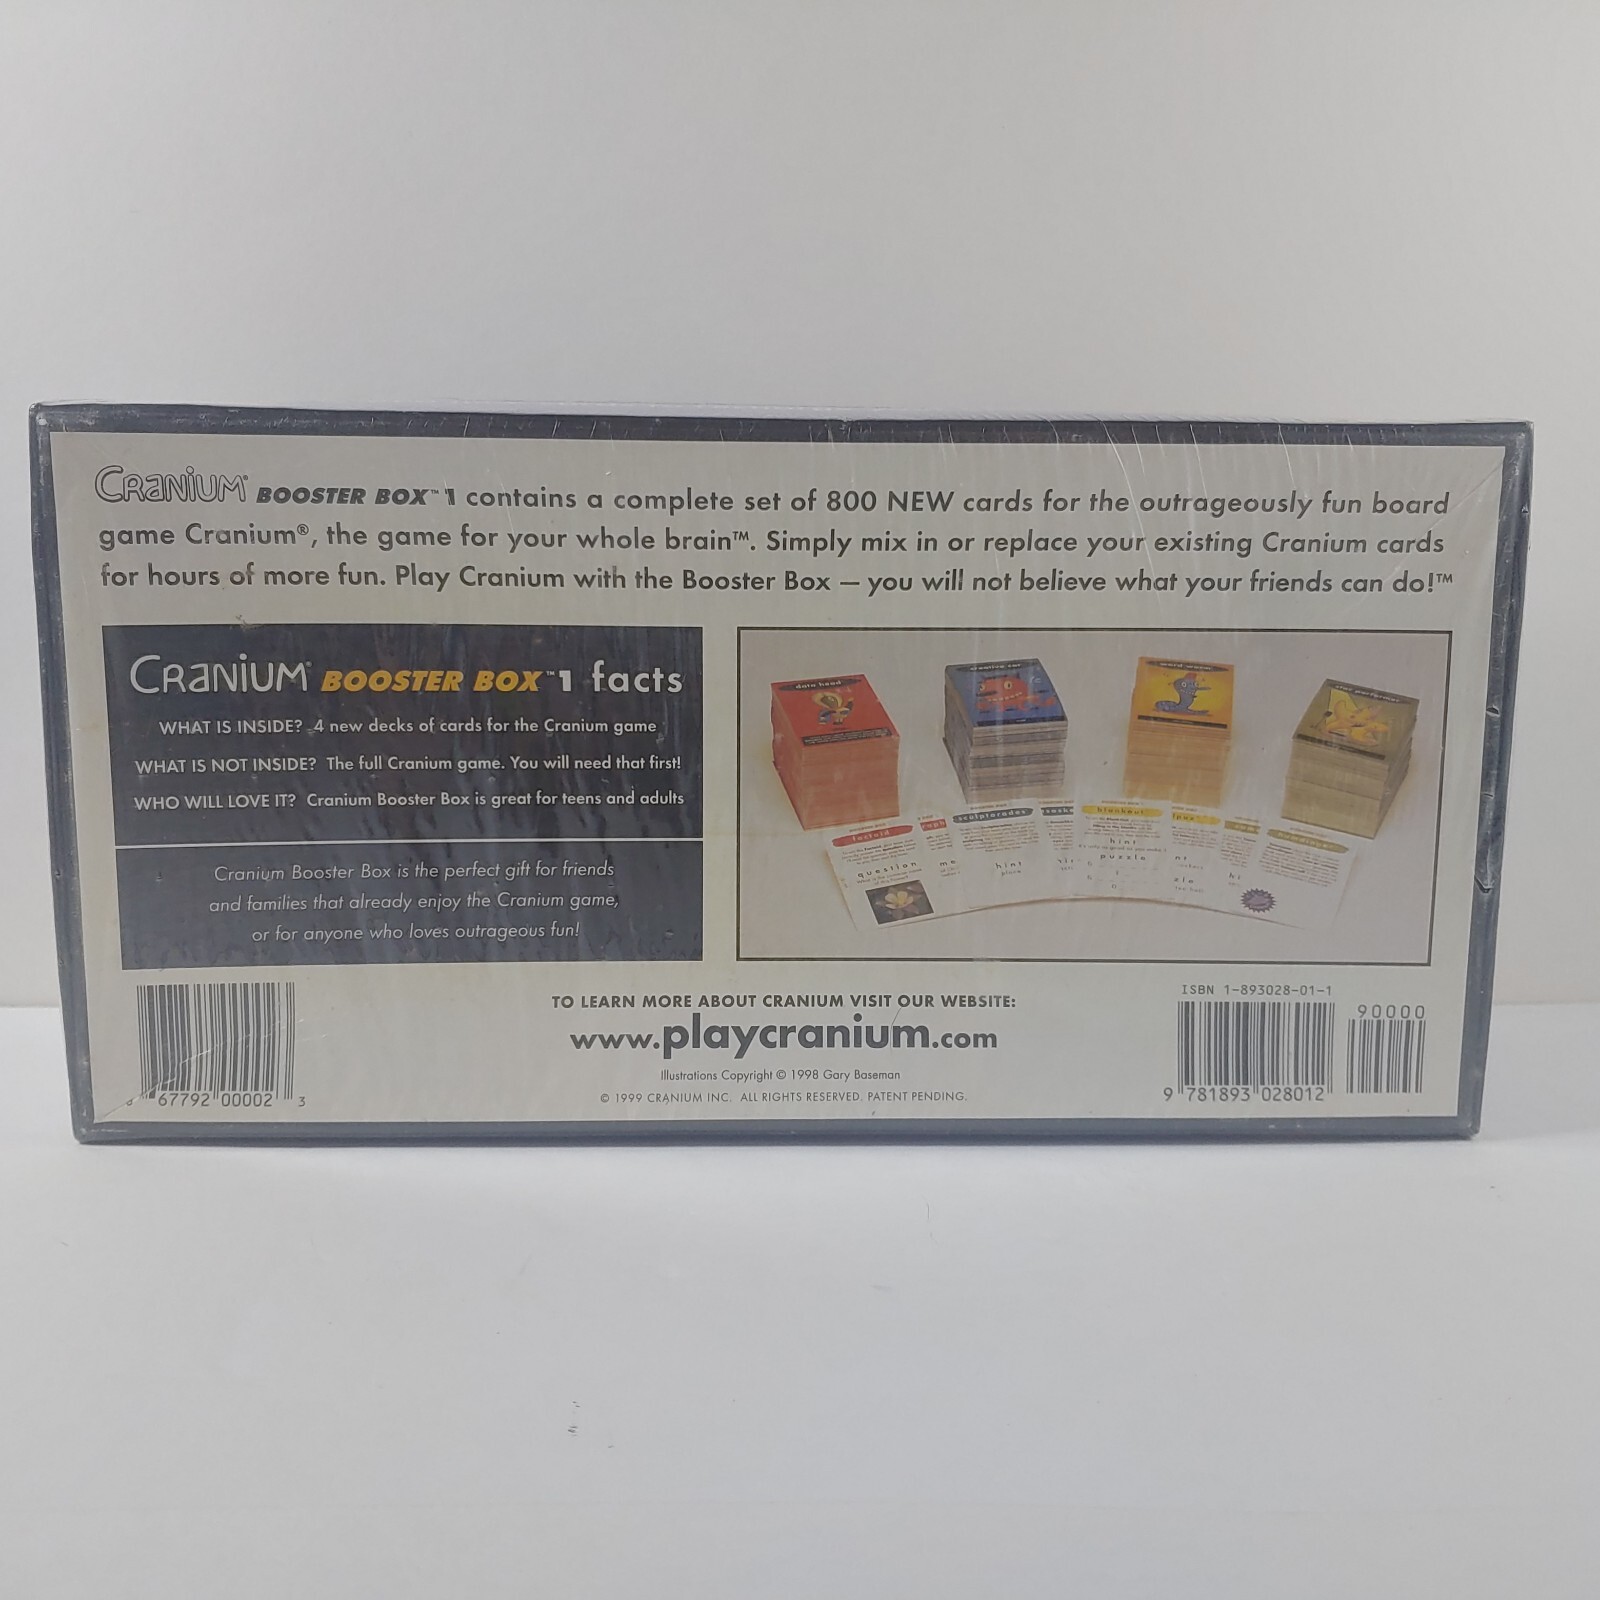 CRANIUM® BOOSTER BOX™ 1 contains a complete set of 800 NEW cards for the outrageously fun board
game Cranium®, the game for your whole brain™. Simply mix in or replace your existing Cranium cards
for hours of more fun. Play Cranium with the Booster Box — you will not believe what your friends can do!™
CRANIUM® BOOSTER BOX™ 1 facts
WHAT IS INSIDE? 4 new decks of cards for the Cranium game
WHAT IS NOT INSIDE? The full Cranium game. You will need that first!
WHO WILL LOVE IT? Cranium Booster Box is great for teens and adults
Cranium Booster Box is the perfect gift for friends
and families that already enjoy the Cranium game,
or for anyone who loves outrageous fun!
data head
creative cat
word worm
star performer
factoid
sculptorades
blankout
question
hint
place
hint
puzzle
TO LEARN MORE ABOUT CRANIUM VISIT OUR WEBSITE:
www.playcranium.com
Illustrations Copyright © 1998 Gary Baseman
© 1999 CRANIUM INC. ALL RIGHTS RESERVED. PATENT PENDING.
67792 00002 3
ISBN 1-893028-01-1
90000
9 781893 028012